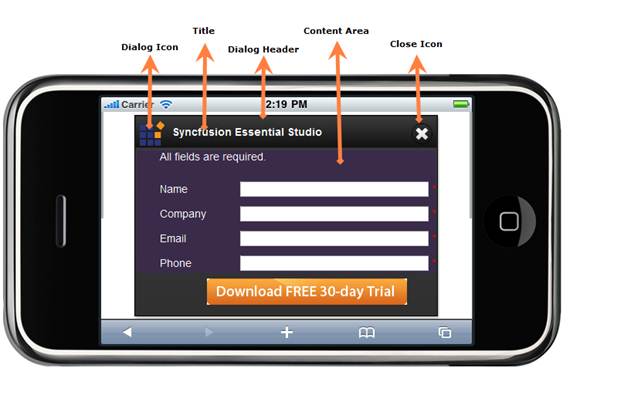 Title
Content Area
Dialog Icon
Dialog Header
Close Icon
Carrier
2:19 PM
Syncfusion Essential Studio
All fields are required.
Name
*
Company
*
Email
*
Phone
*
Download FREE 30-day Trial